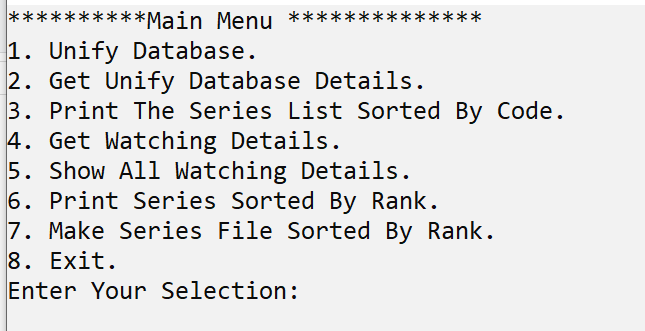 **********Main Menu **************
1. Unify Database.
2. Get Unify Database Details.
3. Print The Series List Sorted By Code.
4. Get Watching Details.
5. Show All Watching Details.
6. Print Series Sorted By Rank.
7. Make Series File Sorted By Rank.
8. Exit.
Enter Your Selection: